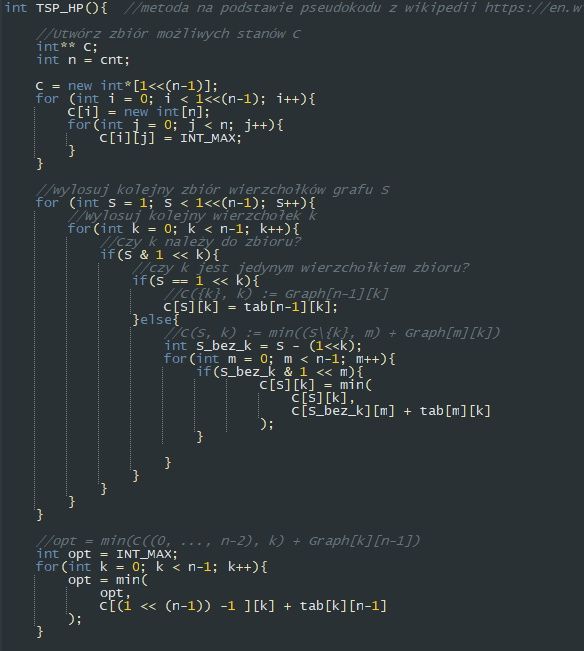 int TSP_HP(){  //metoda na podstawie pseudokodu z wikipedii https://en.w
//Utwórz zbiór możliwych stanów C
int** C;
int n = cnt;
C = new int*[1<<(n-1)];
for (int i = 0; i < 1<<(n-1); i++){
C[i] = new int[n];
for(int j = 0; j < n; j++){
C[i][j] = INT_MAX;
}
}
//wylosuj kolejny zbiór wierzchołków grafu S
for (int S = 1; S < 1<<(n-1); S++){
//wylosuj kolejny wierzchołek k
for(int k = 0; k < n-1; k++){
//czy k należy do zbioru?
if(S & 1 << k){
//czy k jest jedynym wierzchołkiem zbioru?
if(S == 1 << k){
//C({k}, k) := Graph[n-1][k]
C[S][k] = tab[n-1][k];
}else{
//C(S, k) := min((S\{k}, m) + Graph[m][k])
int S_bez_k = S - (1<<k);
for(int m = 0; m < n-1; m++){
if(S_bez_k & 1 << m){
C[S][k] = min(
C[S][k],
C[S_bez_k][m] + tab[m][k]
);
}
}
}
}
}
}
//opt = min(C((0, ..., n-2), k) + Graph[k][n-1])
int opt = INT_MAX;
for(int k = 0; k < n-1; k++){
opt = min(
opt,
C[(1 << (n-1)) -1 ][k] + tab[k][n-1]
);
}